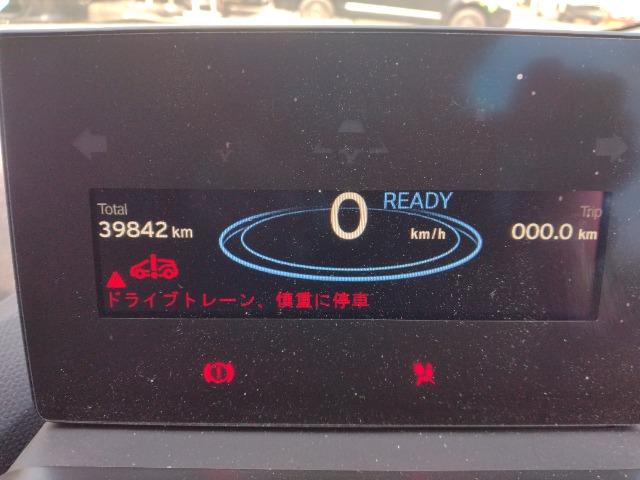 READY
Total
0
Trip
39842 km
km/h
000.0 km
ドライブトレーン、慎重に停車